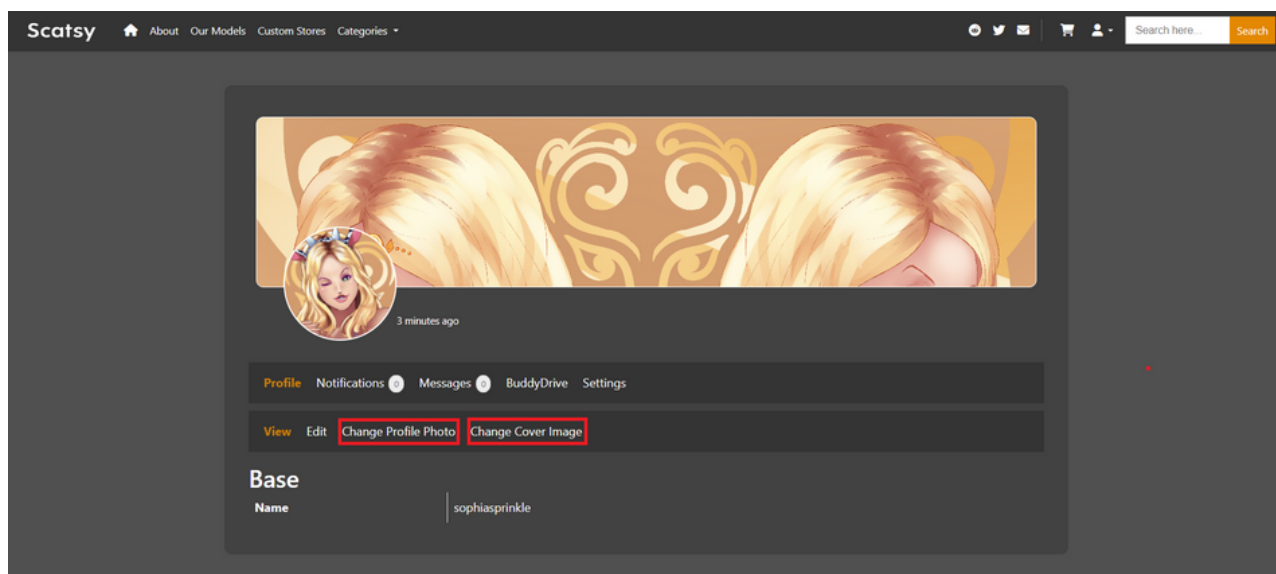 Scatsy About Our Models Custom Stores Categories Search here... Search
3 minutes ago
Profile Notifications 0 Messages 0 BuddyDrive Settings
View Edit Change Profile Photo Change Cover Image
Base
Name sophiasprinkle